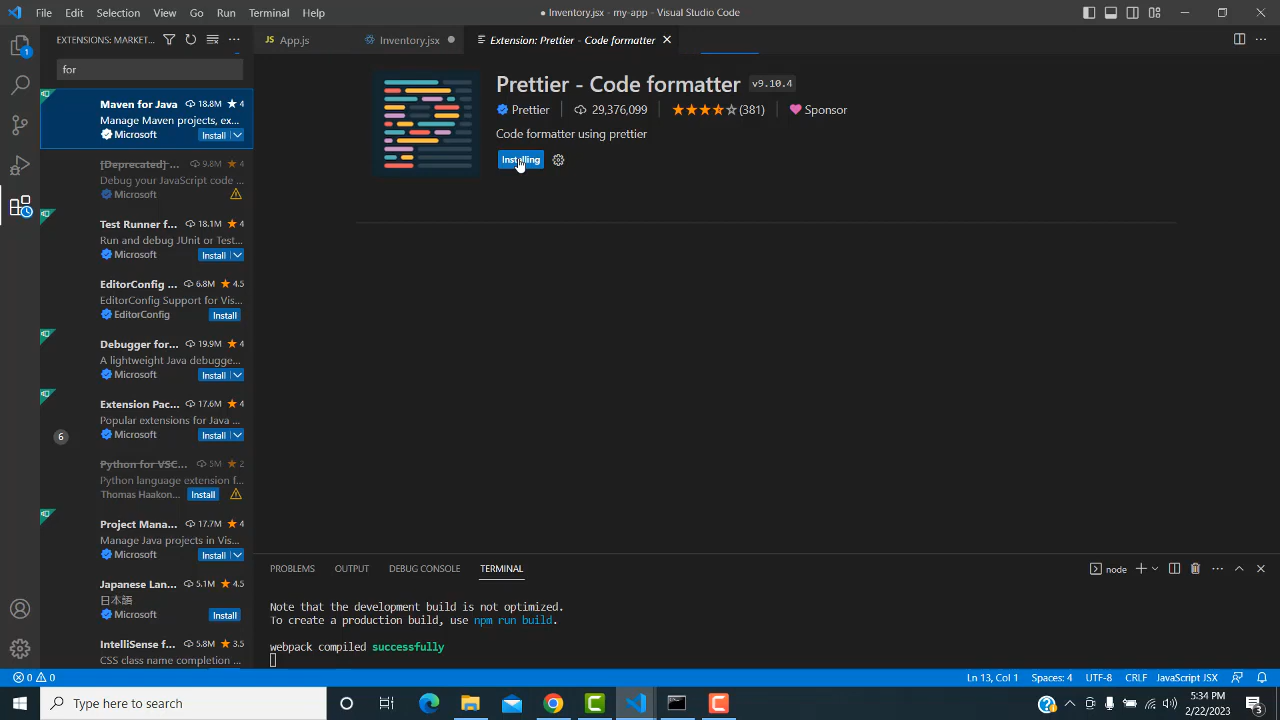 File Edit Selection View Go Run Terminal Help
● Inventory.jsx - my-app - Visual Studio Code
EXTENSIONS: MARKET...
App.js
Inventory.jsx
Extension: Prettier - Code formatter
1
for
Maven for Java 18.8M 4
Manage Maven projects, ex...
Microsoft Install
[Deprecated] ... 9.8M 4
Debug your JavaScript code ...
Microsoft
Test Runner f... 18.1M 4
Run and debug JUnit or Test...
Microsoft Install
EditorConfig ... 6.8M 4.5
EditorConfig Support for Vis...
EditorConfig Install
Debugger for... 19.9M 4
A lightweight Java debugge...
Microsoft Install
Extension Pac... 17.6M 4
Popular extensions for Java ...
Microsoft Install
6
Python for VSC... 5M 2
Python language extension f...
Thomas Haakon... Install
Project Mana... 17.7M 4
Manage Java projects in Vis...
Microsoft Install
Japanese Lan... 5.1M 4.5
日本語
Microsoft Install
IntelliSense f... 5.8M 3.5
CSS class name completion ...
Prettier - Code formatter v9.10.4
Prettier 29,376,099 (381) Sponsor
Code formatter using prettier
Installing
PROBLEMS OUTPUT DEBUG CONSOLE TERMINAL
node
Note that the development build is not optimized.
To create a production build, use npm run build.
webpack compiled successfully
0 0
Ln 13, Col 1 Spaces: 4 UTF-8 CRLF JavaScript JSX
Type here to search
5:34 PM
2/22/2023
3